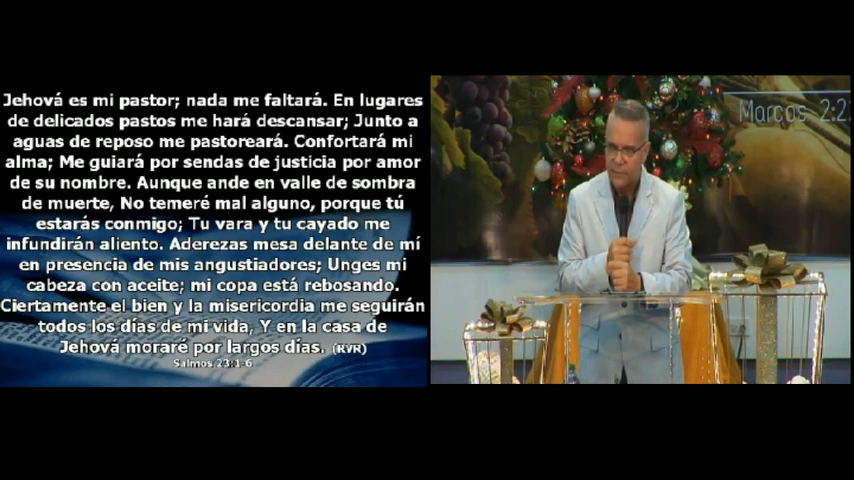 Jehová es mi pastor; nada me faltará. En lugares
de delicados pastos me hará descansar; Junto a
aguas de reposo me pastoreará. Confortará mi
alma; Me guiará por sendas de justicia por amor
de su nombre. Aunque ande en valle de sombra
de muerte, No temeré mal alguno, porque tú
estarás conmigo; Tu vara y tu cayado me
infundirán aliento. Aderezas mesa delante de mí
en presencia de mis angustiadores; Unges mi
cabeza con aceite; mi copa está rebosando.
Ciertamente el bien y la misericordia me seguirán
todos los días de mi vida, Y en la casa de
Jehová moraré por largos días. (RVR)
Salmos 23:1-6
Marcos